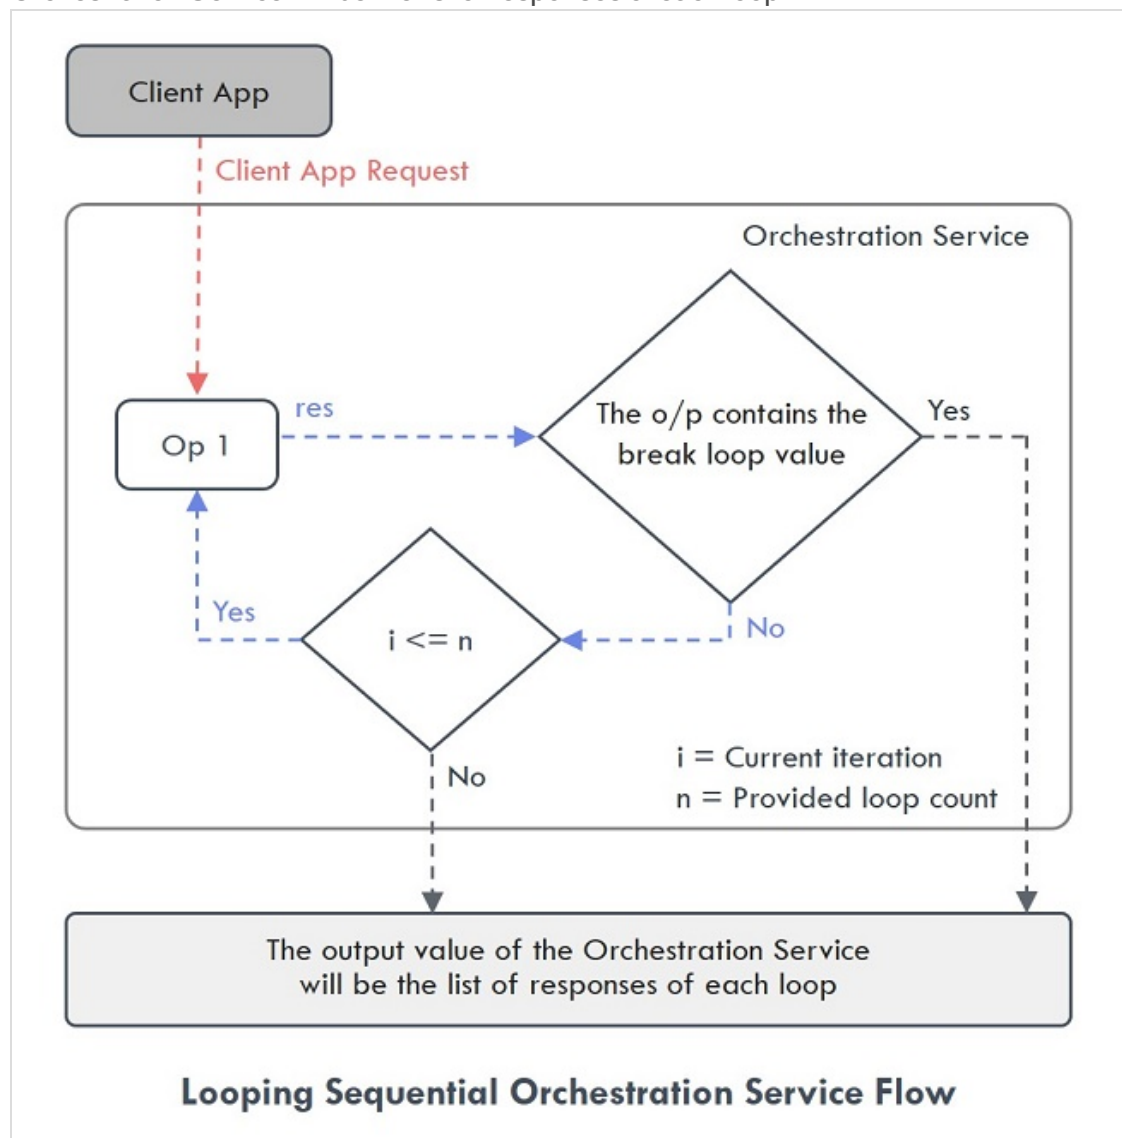 Client App
Client App Request
Orchestration Service
res
Op 1
The o/p contains the
break loop value
Yes
Yes
i <= n
No
No
i = Current iteration
n = Provided loop count
The output value of the Orchestration Service
will be the list of responses of each loop
Looping Sequential Orchestration Service Flow